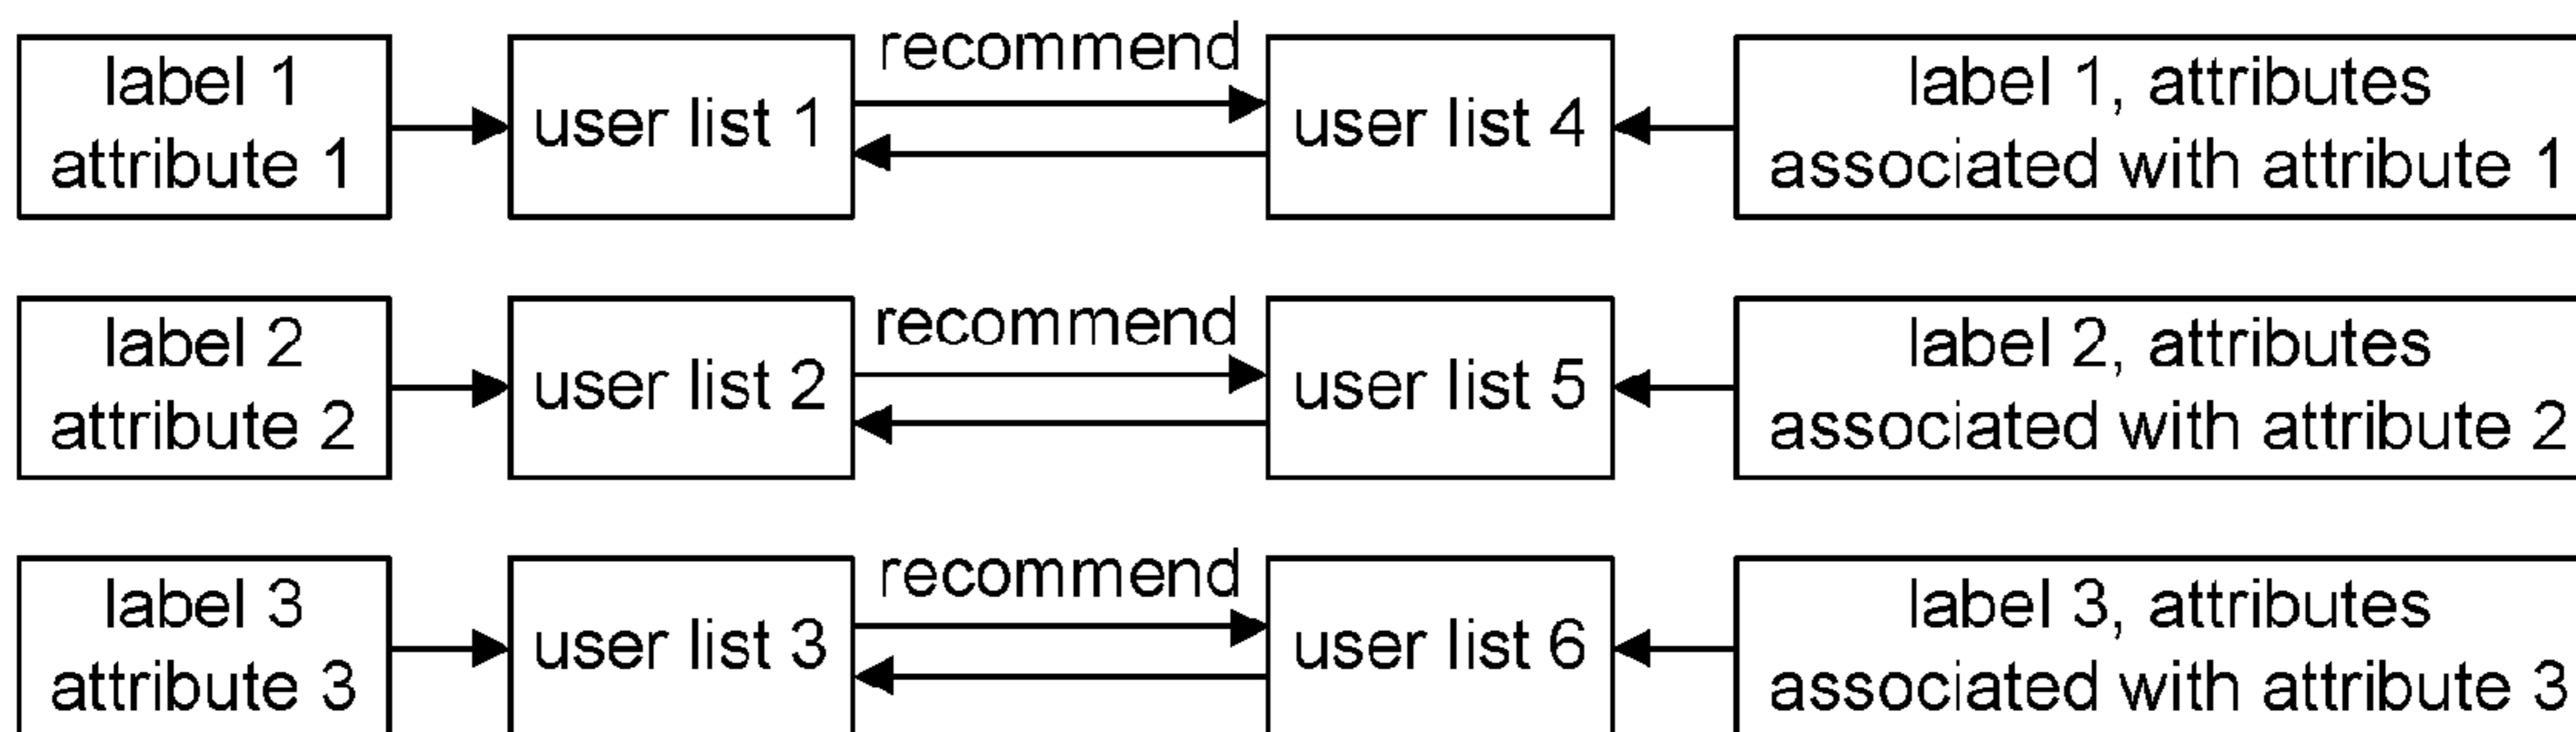 label 1
attribute 1
user list 1
recommend
user list 4
label 1, attributes
associated with attribute 1
label 2
attribute 2
user list 2
recommend
user list 5
label 2, attributes
associated with attribute 2
label 3
attribute 3
user list 3
recommend
user list 6
label 3, attributes
associated with attribute 3